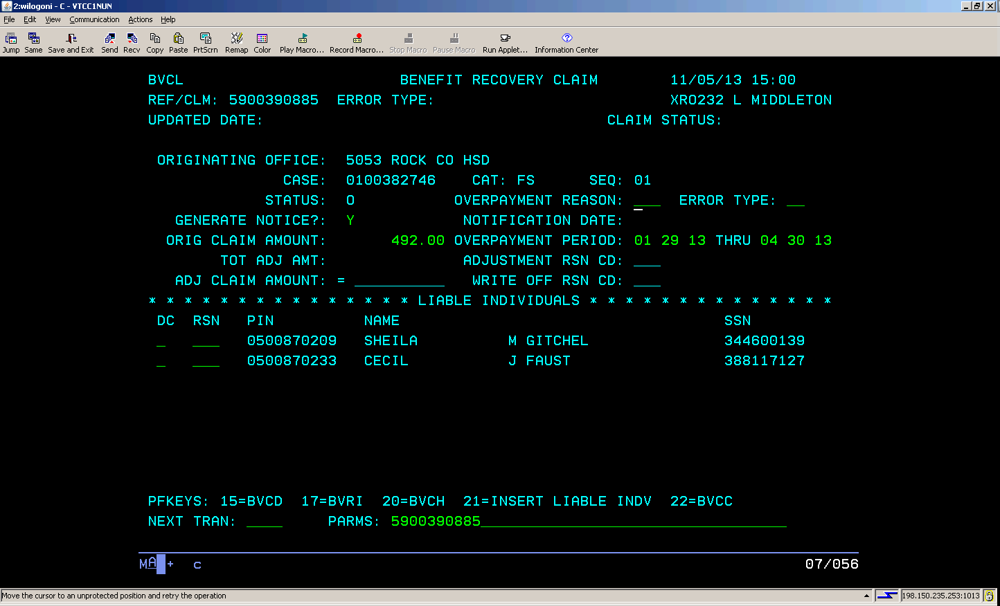 2:wilogoni - C - VTCC1NUN
File Edit View Communication Actions Help
Jump Same Save and Exit Send Recv Copy Paste PrtScrn Remap Color Play Macro... Record Macro... Stop Macro Pause Macro Run Applet... Information Center
BVCL BENEFIT RECOVERY CLAIM 11/05/13 15:00
REF/CLM: 5900390885 ERROR TYPE: XRO232 L MIDDLETON
UPDATED DATE: CLAIM STATUS:
ORIGINATING OFFICE: 5053 ROCK CO HSD
CASE: 0100382746 CAT: FS SEQ: 01
STATUS: O OVERPAYMENT REASON: ___ ERROR TYPE: __
GENERATE NOTICE?: Y NOTIFICATION DATE:
ORIG CLAIM AMOUNT: 492.00 OVERPAYMENT PERIOD: 01 29 13 THRU 04 30 13
TOT ADJ AMT: ADJUSTMENT RSN CD: ___
ADJ CLAIM AMOUNT: = __________ WRITE OFF RSN CD: ___
* * * * * * * * * * * * * * * LIABLE INDIVIDUALS * * * * * * * * * * * * * *
DC RSN PIN NAME SSN
_ ___ 0500870209 SHEILA M GITCHEL 344600139
_ ___ 0500870233 CECIL J FAUST 388117127
PFKEYS: 15=BVCD 17=BVRI 20=BVCH 21=INSERT LIABLE INDV 22=BVCC
NEXT TRAN: ____ PARMS: 5900390885__________________________________
MA + c 07/056
Move the cursor to an unprotected position and retry the operation 198.150.235.253:1013